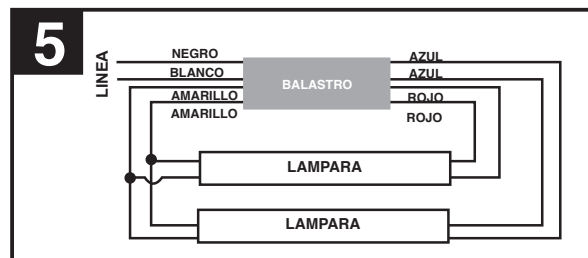 5
LINEA
NEGRO
BLANCO
AMARILLO
AMARILLO
BALASTRO
AZUL
AZUL
ROJO
ROJO
LAMPARA
LAMPARA